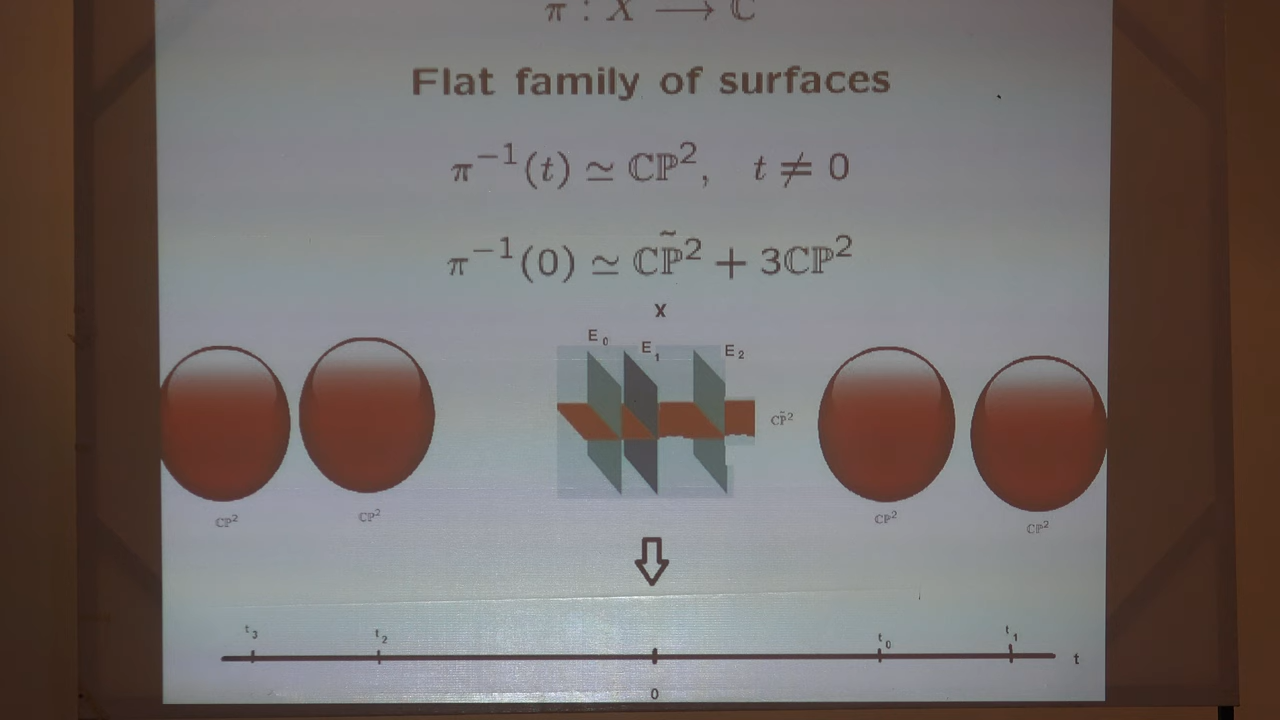 π : X ⟶ ℂ
Flat family of surfaces
π⁻¹(t) ≃ ℂℙ², t ≠ 0
π⁻¹(0) ≃ ℂℙ̃² + 3ℂℙ²
X
E₀ E₁ E₂
ℂℙ̃²
ℂℙ² ℂℙ² ℂℙ² ℂℙ²
t₃ t₂ t₀ t₁
t
0